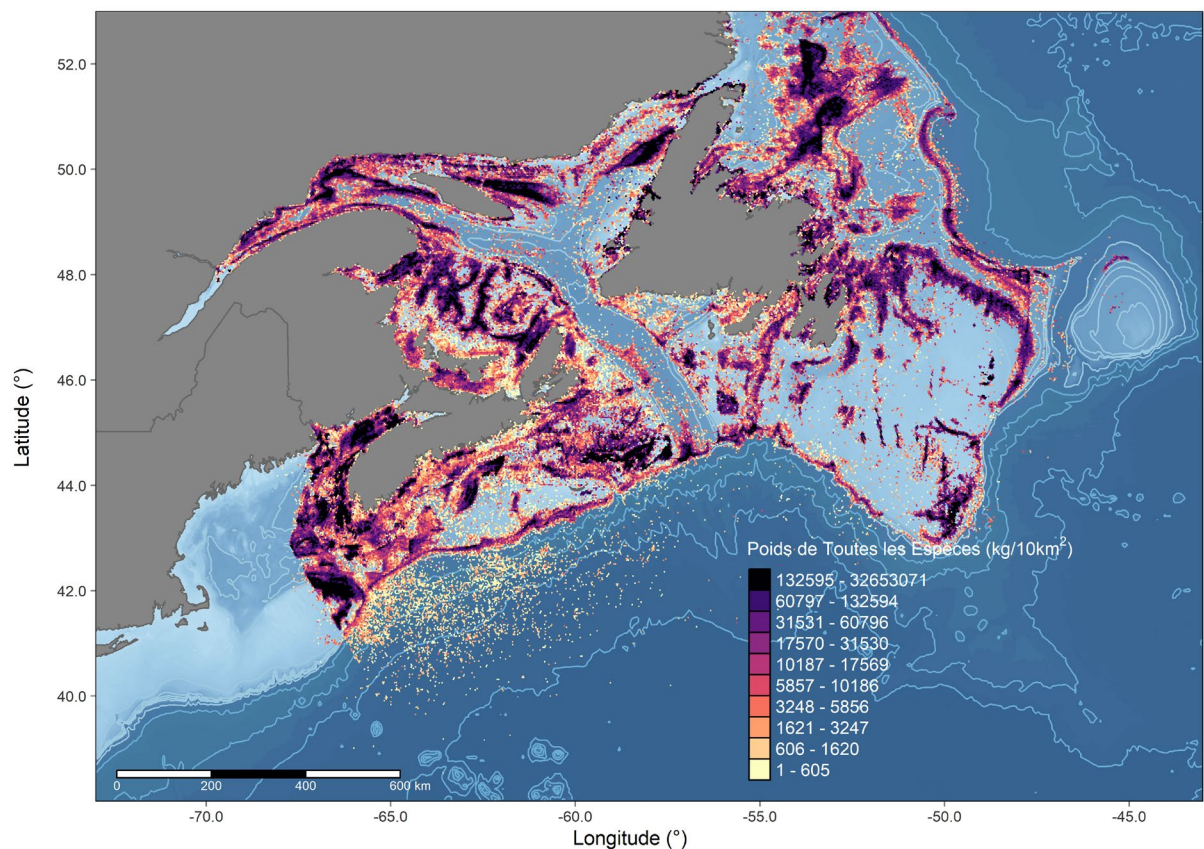 52.0
50.0
48.0
46.0
44.0
42.0
40.0
Latitude (°)
Poids de Toutes les Espèces (kg/10km²)
132595 - 32653071
60797 - 132594
31531 - 60796
17570 - 31530
10187 - 17569
5857 - 10186
3248 - 5856
1621 - 3247
606 - 1620
1 - 605
0 200 400 600 km
-70.0 -65.0 -60.0 -55.0 -50.0 -45.0
Longitude (°)